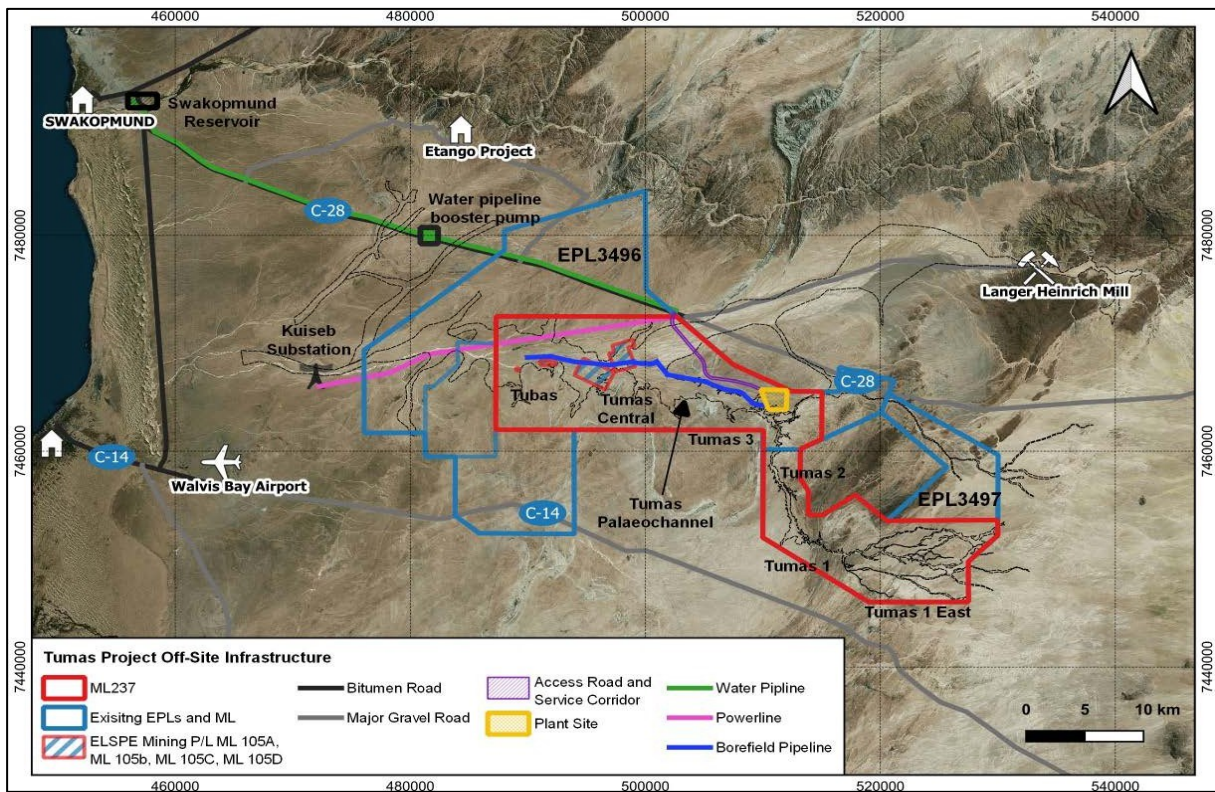 460000 480000 500000 520000 540000
SWAKOPMUND
Swakopmund
Reservoir
Etango Project
C-28
Water pipeline
booster pump
7480000
7480000
EPL3496
Langer Heinrich Mill
Kuiseb
Substation
Tubas
Tumas
Central
C-28
Tumas 3
7460000
7460000
C-14
Walvis Bay Airport
Tumas 2
EPL3497
C-14
Tumas
Palaeochannel
Tumas 1
Tumas 1 East
7440000
7440000
Tumas Project Off-Site Infrastructure
ML237
Exisitng EPLs and ML
ELSPE Mining P/L ML 105A,
ML 105b, ML 105C, ML 105D
Bitumen Road
Major Gravel Road
Access Road and
Service Corridor
Plant Site
Water Pipline
Powerline
Borefield Pipeline
0 5 10 km
460000 480000 500000 520000 540000